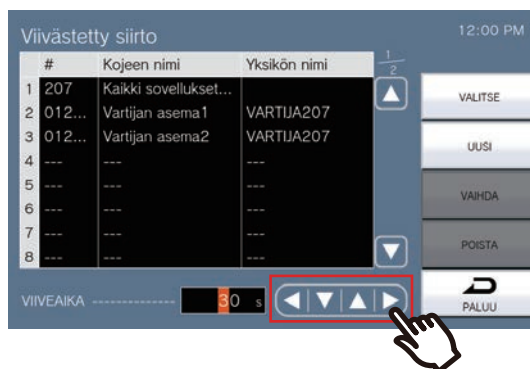 Viivästetty siirto 12:00 PM
# Kojeen nimi Yksikön nimi 1/2
1 207 Kaikki sovellukset...
2 012... Vartijan asema1 VARTIJA207
3 012... Vartijan asema2 VARTIJA207
4 --- --- ---
5 --- --- ---
6 --- --- ---
7 --- --- ---
8 --- --- ---
VALITSE
UUSI
VAIHDA
POISTA
VIIVEAIKA -------------- 30 s
PALUU